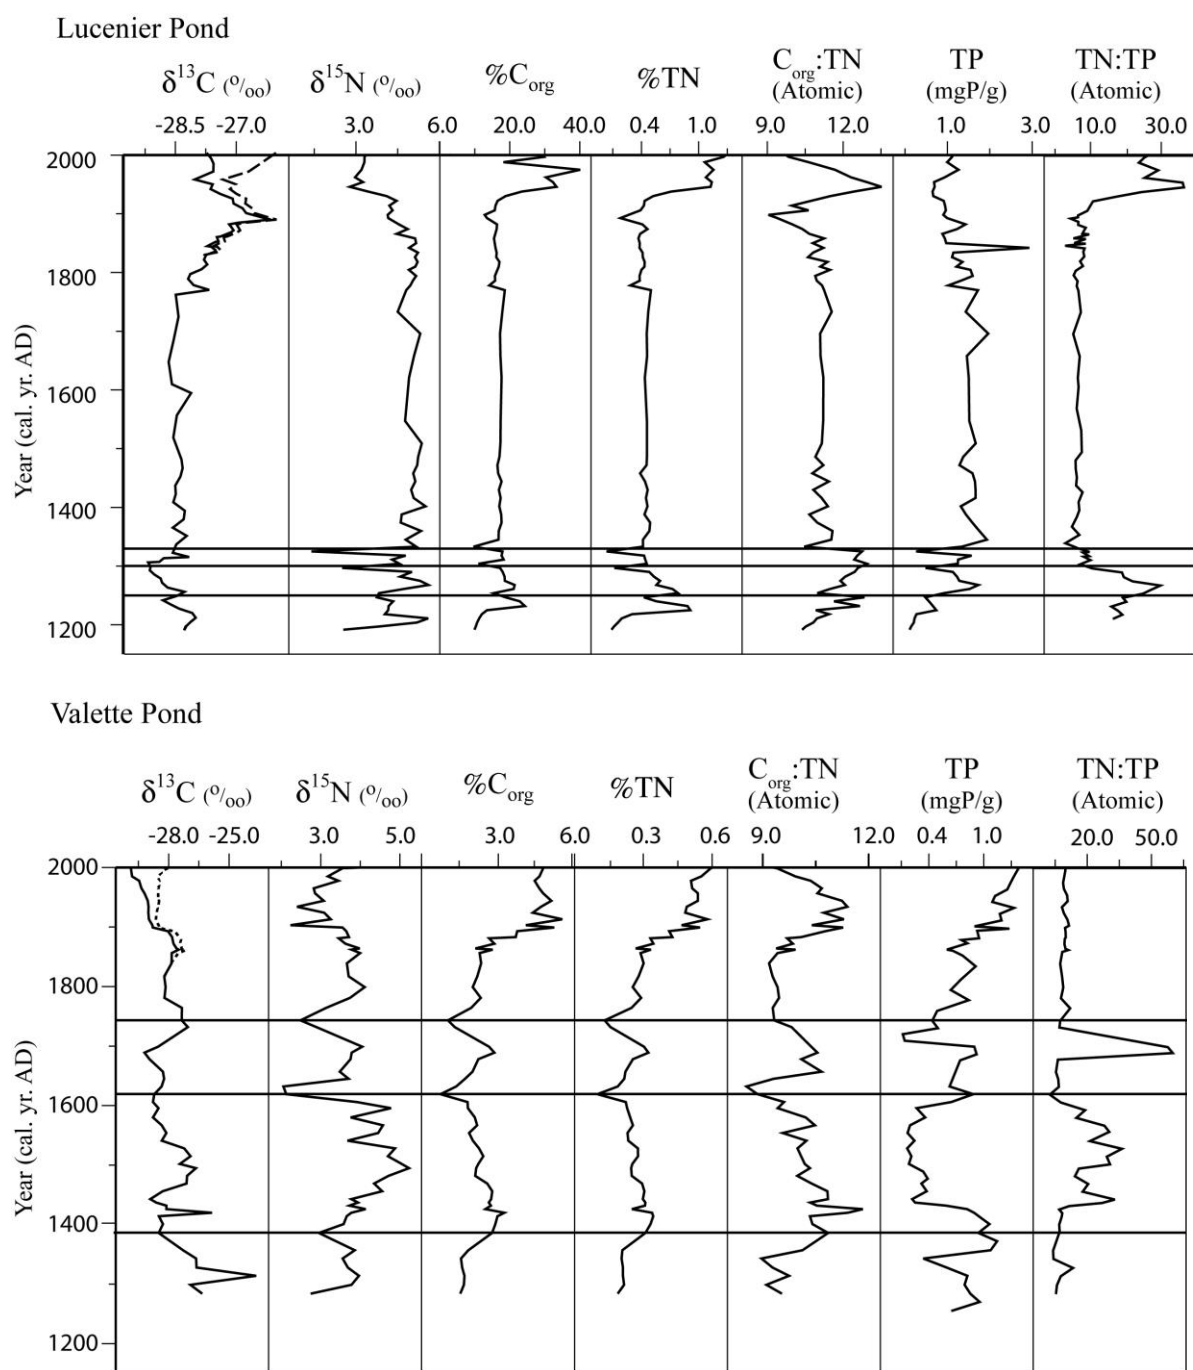 Lucenier Pond
δ13C (o/oo) δ15N (o/oo) %Corg %TN Corg:TN (Atomic) TP (mgP/g) TN:TP (Atomic)
-28.5 -27.0 3.0 6.0 20.0 40.0 0.4 1.0 9.0 12.0 1.0 3.0 10.0 30.0
2000
1800
Year (cal. yr. AD)
1600
1400
1200
Valette Pond
δ13C (o/oo) δ15N (o/oo) %Corg %TN Corg:TN (Atomic) TP (mgP/g) TN:TP (Atomic)
-28.0 -25.0 3.0 5.0 3.0 6.0 0.3 0.6 9.0 12.0 0.4 1.0 20.0 50.0
2000
1800
Year (cal. yr. AD)
1600
1400
1200